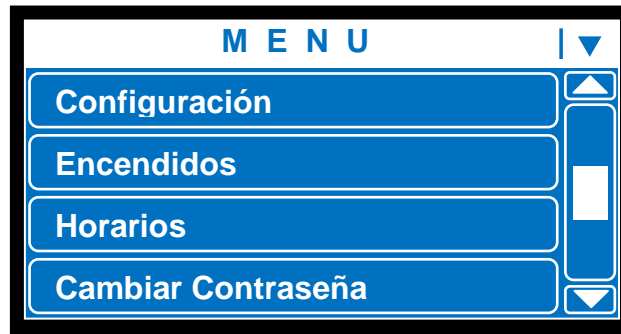 M E N U
Configuración
Encendidos
Horarios
Cambiar Contraseña